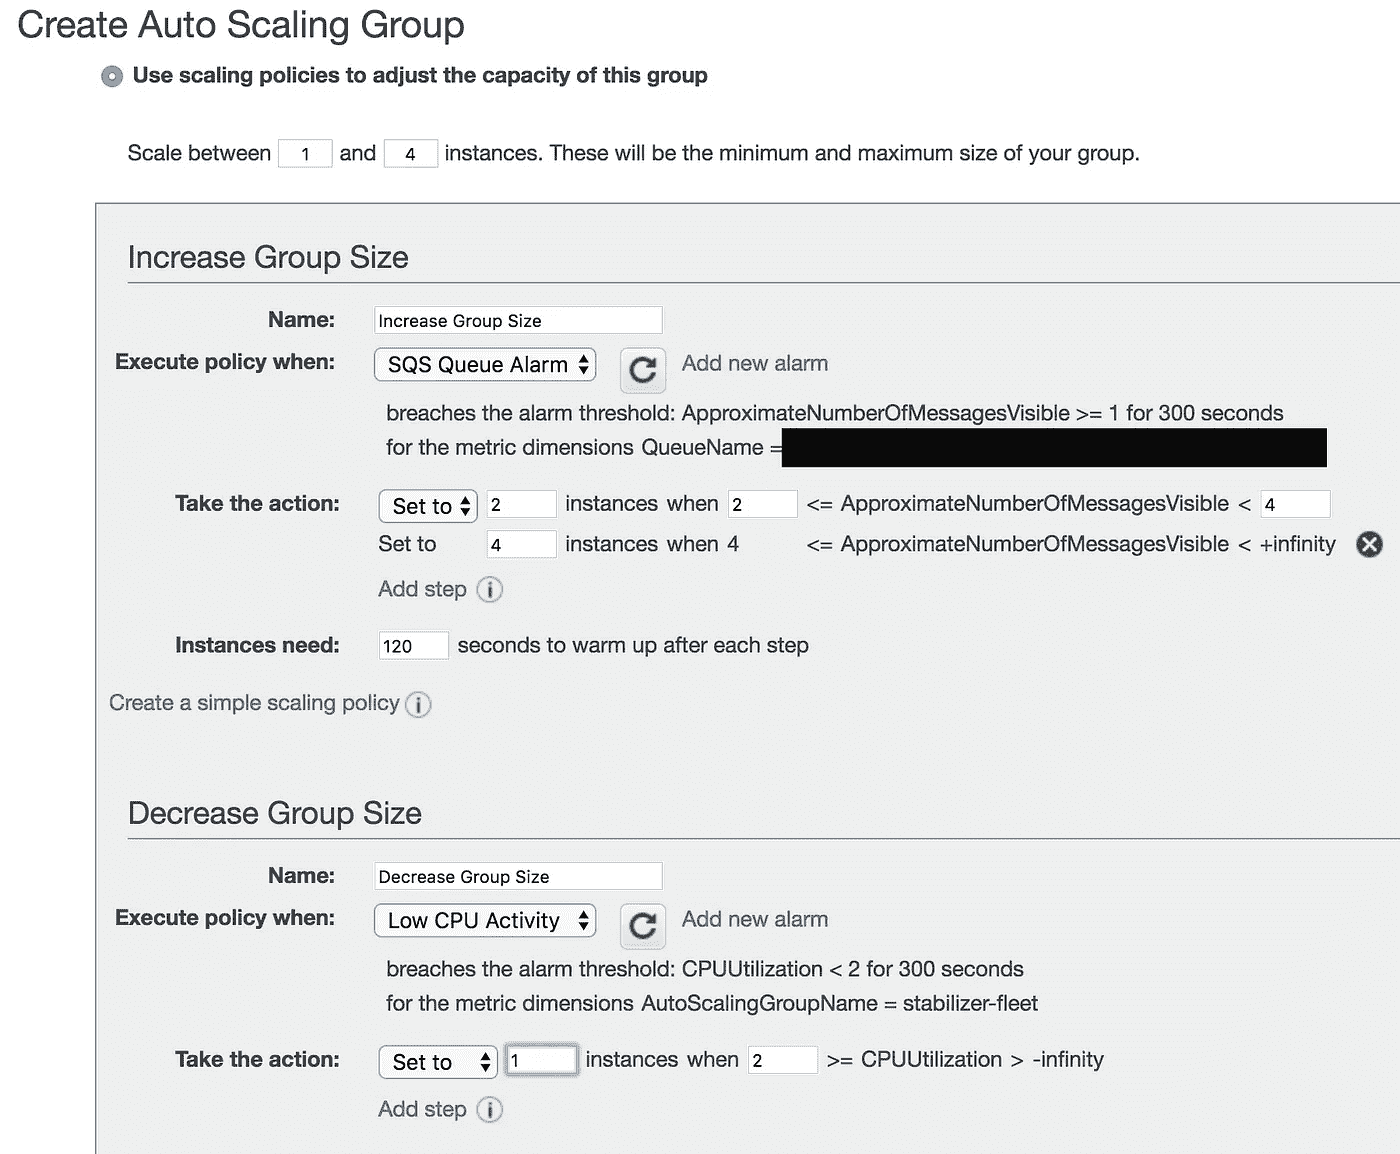 Create Auto Scaling Group
Use scaling policies to adjust the capacity of this group
Scale between 1 and 4 instances. These will be the minimum and maximum size of your group.
Increase Group Size
Name: Increase Group Size
Execute policy when: SQS Queue Alarm Add new alarm
breaches the alarm threshold: ApproximateNumberOfMessagesVisible >= 1 for 300 seconds
for the metric dimensions QueueName =
Take the action: Set to 2 instances when 2 <= ApproximateNumberOfMessagesVisible < 4
Set to 4 instances when 4 <= ApproximateNumberOfMessagesVisible < +infinity
Add step i
Instances need: 120 seconds to warm up after each step
Create a simple scaling policy i
Decrease Group Size
Name: Decrease Group Size
Execute policy when: Low CPU Activity Add new alarm
breaches the alarm threshold: CPUUtilization < 2 for 300 seconds
for the metric dimensions AutoScalingGroupName = stabilizer-fleet
Take the action: Set to 1 instances when 2 >= CPUUtilization > -infinity
Add step i